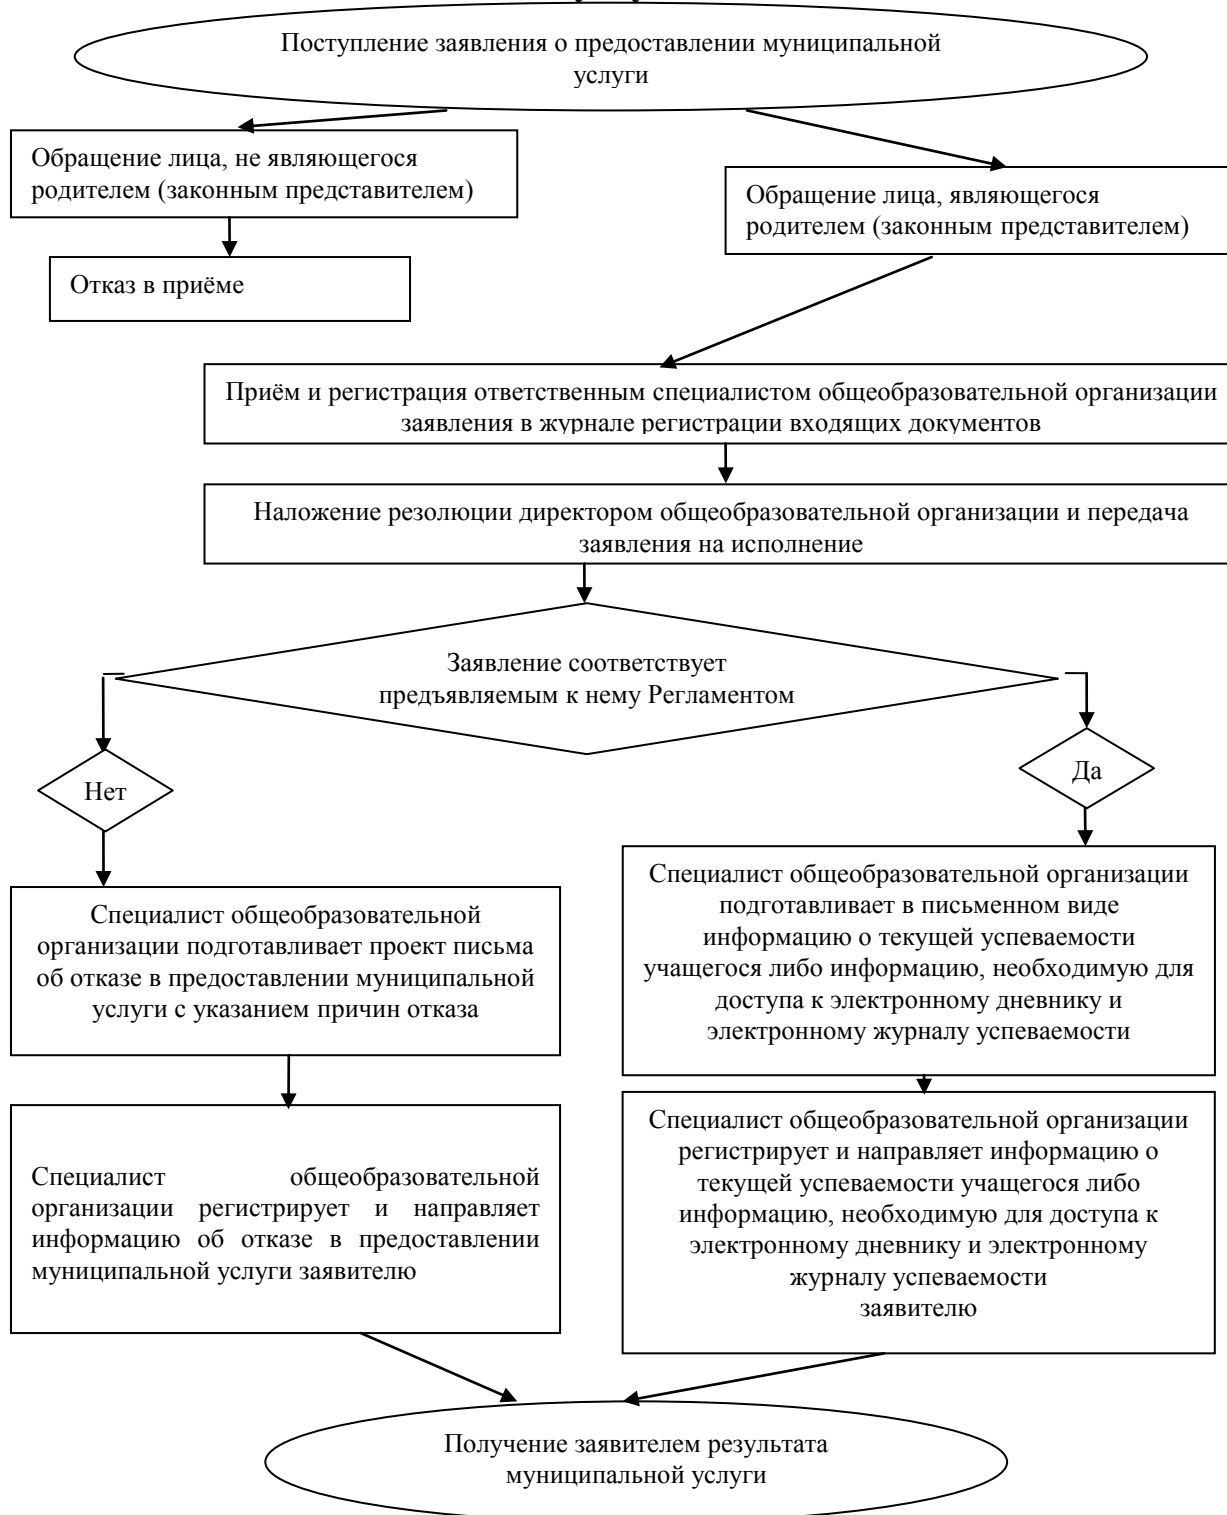 Поступление заявления о предоставлении муниципальной
услуги
Обращение лица, не являющегося
родителем (законным представителем)
Обращение лица, являющегося
родителем (законным представителем)
Отказ в приёме
Приём и регистрация ответственным специалистом общеобразовательной организации
заявления в журнале регистрации входящих документов
Наложение резолюции директором общеобразовательной организации и передача
заявления на исполнение
Заявление соответствует
предъявляемым к нему Регламентом
Нет
Да
Специалист общеобразовательной
организации подготавливает проект письма
об отказе в предоставлении муниципальной
услуги с указанием причин отказа
Специалист общеобразовательной организации
подготавливает в письменном виде
информацию о текущей успеваемости
учащегося либо информацию, необходимую для
доступа к электронному дневнику и
электронному журналу успеваемости
Специалист общеобразовательной
организации регистрирует и направляет
информацию об отказе в предоставлении
муниципальной услуги заявителю
Специалист общеобразовательной организации
регистрирует и направляет информацию о
текущей успеваемости учащегося либо
информацию, необходимую для доступа к
электронному дневнику и электронному
журналу успеваемости
заявителю
Получение заявителем результата
муниципальной услуги